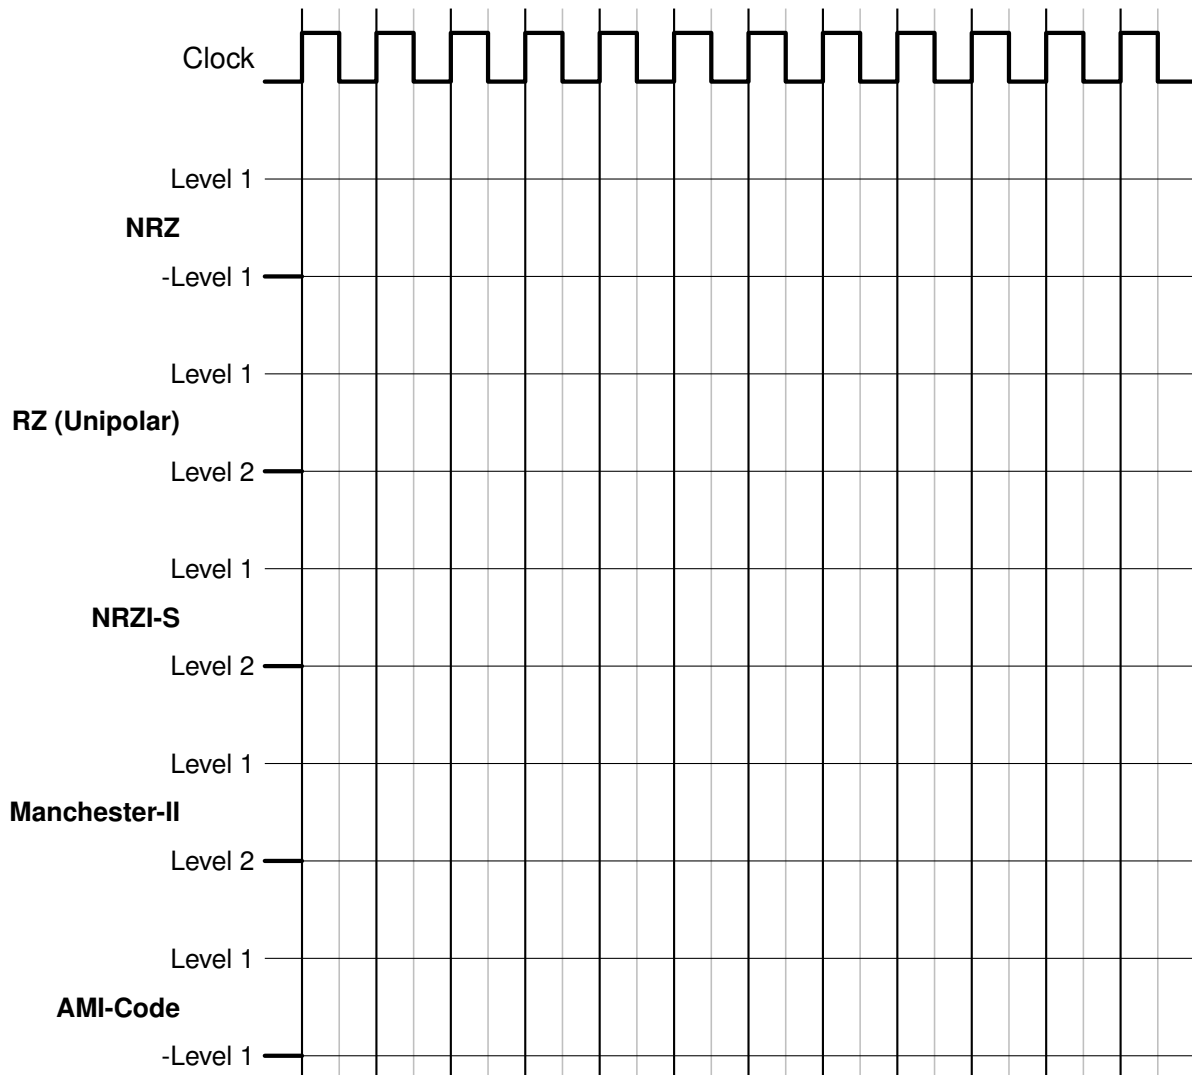 Clock
Level 1
NRZ
-Level 1
Level 1
RZ (Unipolar)
Level 2
Level 1
NRZI-S
Level 2
Level 1
Manchester-II
Level 2
Level 1
AMI-Code
-Level 1